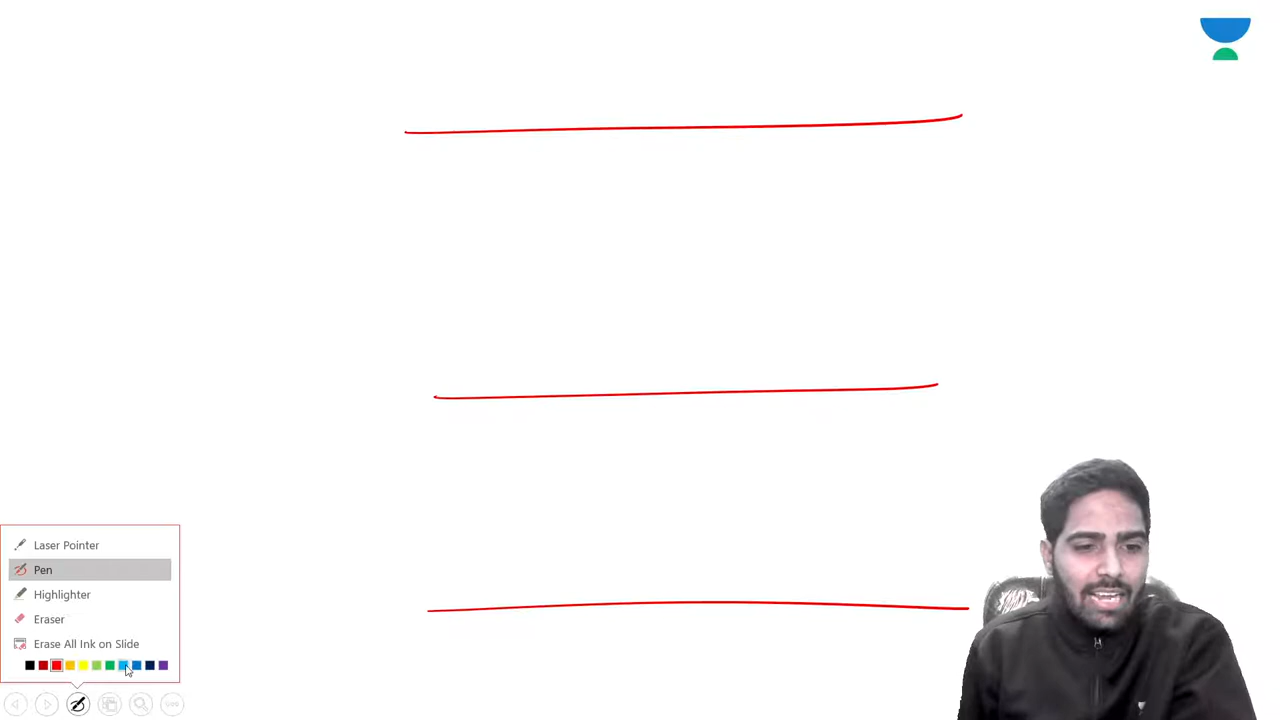 Laser Pointer
Pen
Highlighter
Eraser
Erase All Ink on Slide